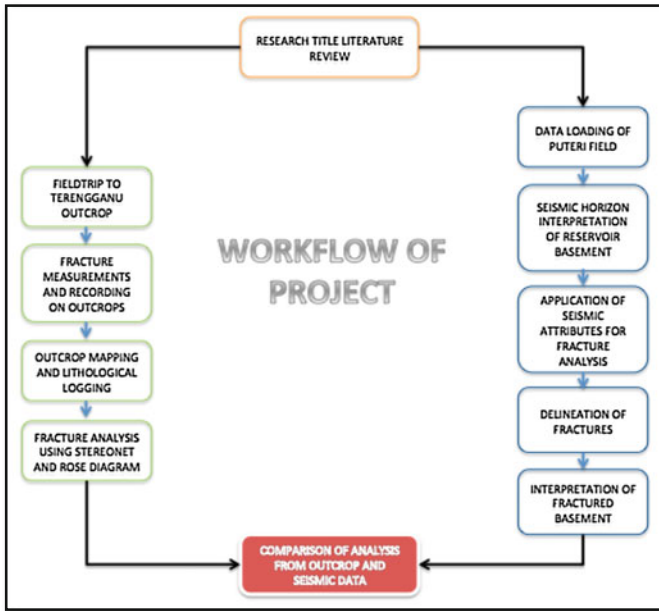 RESEARCH TITLE LITERATURE
REVIEW
FIELDTRIP TO
TERENGGANU
OUTCROP
FRACTURE
MEASUREMENTS
AND RECORDING
ON OUTCROPS
OUTCROP MAPPING
AND LITHOLOGICAL
LOGGING
FRACTURE ANALYSIS
USING STEREONET
AND ROSE DIAGRAM
WORKFLOW OF
PROJECT
DATA LOADING OF
PUTERI FIELD
SEISMIC HORIZON
INTERPRETATION
OF RESERVOIR
BASEMENT
APPLICATION OF
SEISMIC
ATTRIBUTES FOR
FRACTURE
ANALYSIS
DELINEATION OF
FRACTURES
INTERPRETATION OF
FRACTURED
BASEMENT
COMPARISON OF ANALYSIS
FROM OUTCROP AND
SEISMIC DATA